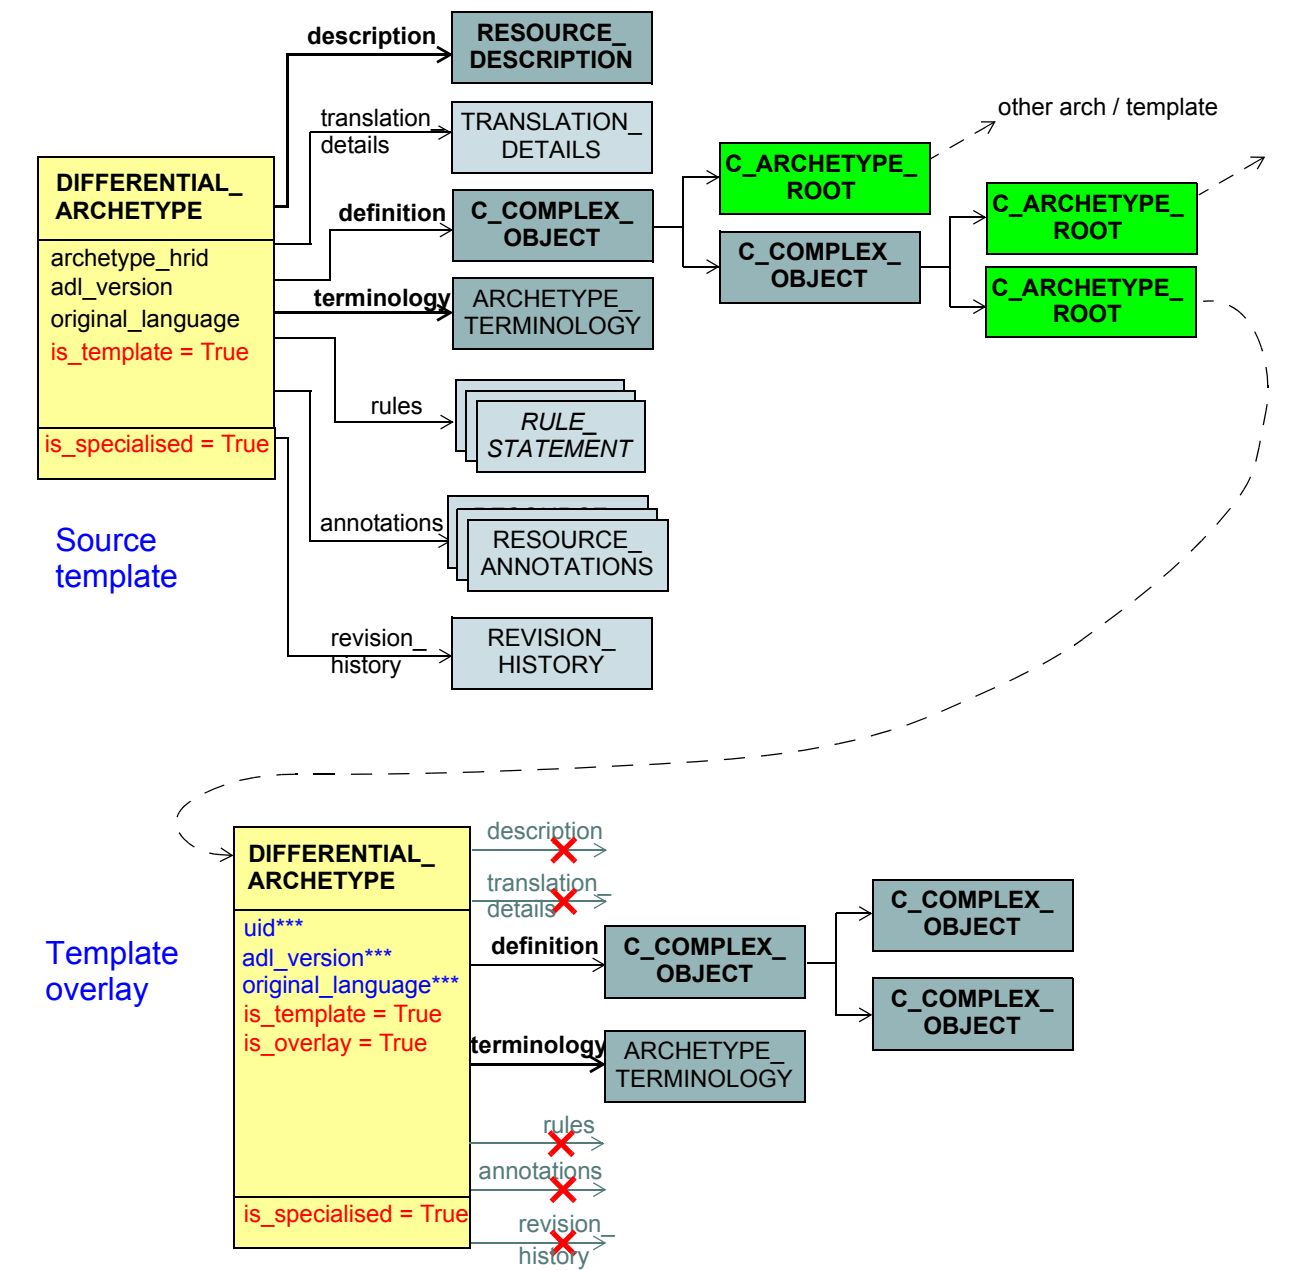 description
RESOURCE_
DESCRIPTION
translation_
details
TRANSLATION_
DETAILS
other arch / template
DIFFERENTIAL_
ARCHETYPE
archetype_hrid
adl_version
original_language
is_template = True
is_specialised = True
definition
C_COMPLEX_
OBJECT
C_ARCHETYPE_
ROOT
C_COMPLEX_
OBJECT
C_ARCHETYPE_
ROOT
C_ARCHETYPE_
ROOT
terminology
ARCHETYPE_
TERMINOLOGY
rules
RULE_
STATEMENT
Source
template
annotations
RESOURCE_
ANNOTATIONS
revision_
history
REVISION_
HISTORY
Template
overlay
DIFFERENTIAL_
ARCHETYPE
uid***
adl_version***
original_language***
is_template = True
is_overlay = True
is_specialised = True
description
translation_
details
definition
C_COMPLEX_
OBJECT
C_COMPLEX_
OBJECT
C_COMPLEX_
OBJECT
terminology
ARCHETYPE_
TERMINOLOGY
rules
annotations
revision_
history